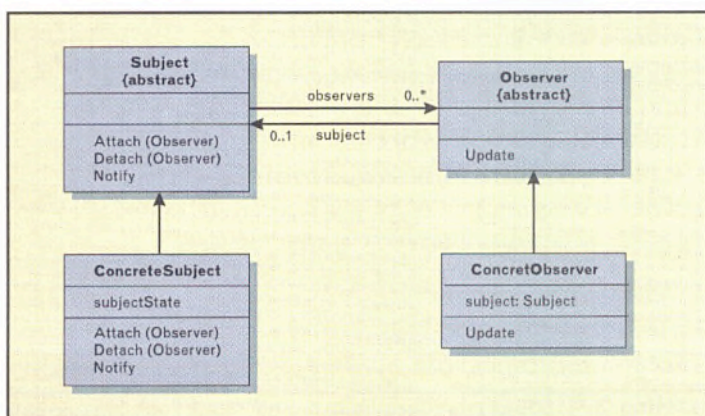 Subject
{abstract}
Attach (Observer)
Detach (Observer)
Notify
observers 0..*
0..1 subject
Observer
{abstract}
Update
ConcreteSubject
subjectState
Attach (Observer)
Detach (Observer)
Notify
ConcretObserver
subject: Subject
Update